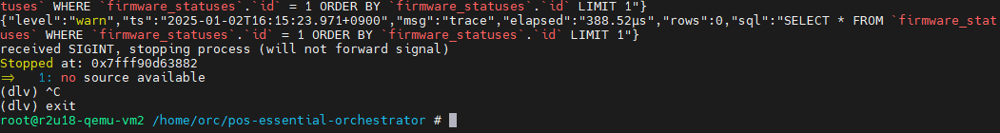 tuses` WHERE `firmware_statuses`.`id` = 1 ORDER BY `firmware_statuses`.`id` LIMIT 1"}
{"level":"warn","ts":"2025-01-02T16:15:23.971+0900","msg":"trace","elapsed":"388.52µs","rows":0,"sql":"SELECT * FROM `firmware_stat
uses` WHERE `firmware_statuses`.`id` = 1 ORDER BY `firmware_statuses`.`id` LIMIT 1"}
received SIGINT, stopping process (will not forward signal)
Stopped at: 0x7fff90d63882
=>   1: no source available
(dlv) ^C
(dlv) exit
root@r2u18-qemu-vm2 /home/orc/pos-essential-orchestrator #